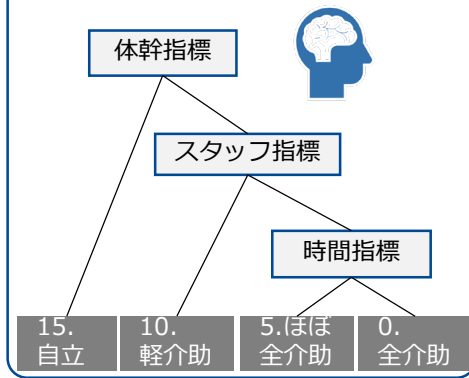 体幹指標
スタッフ指標
時間指標
15.
自立
10.
軽介助
5.ほぼ
全介助
0.
全介助